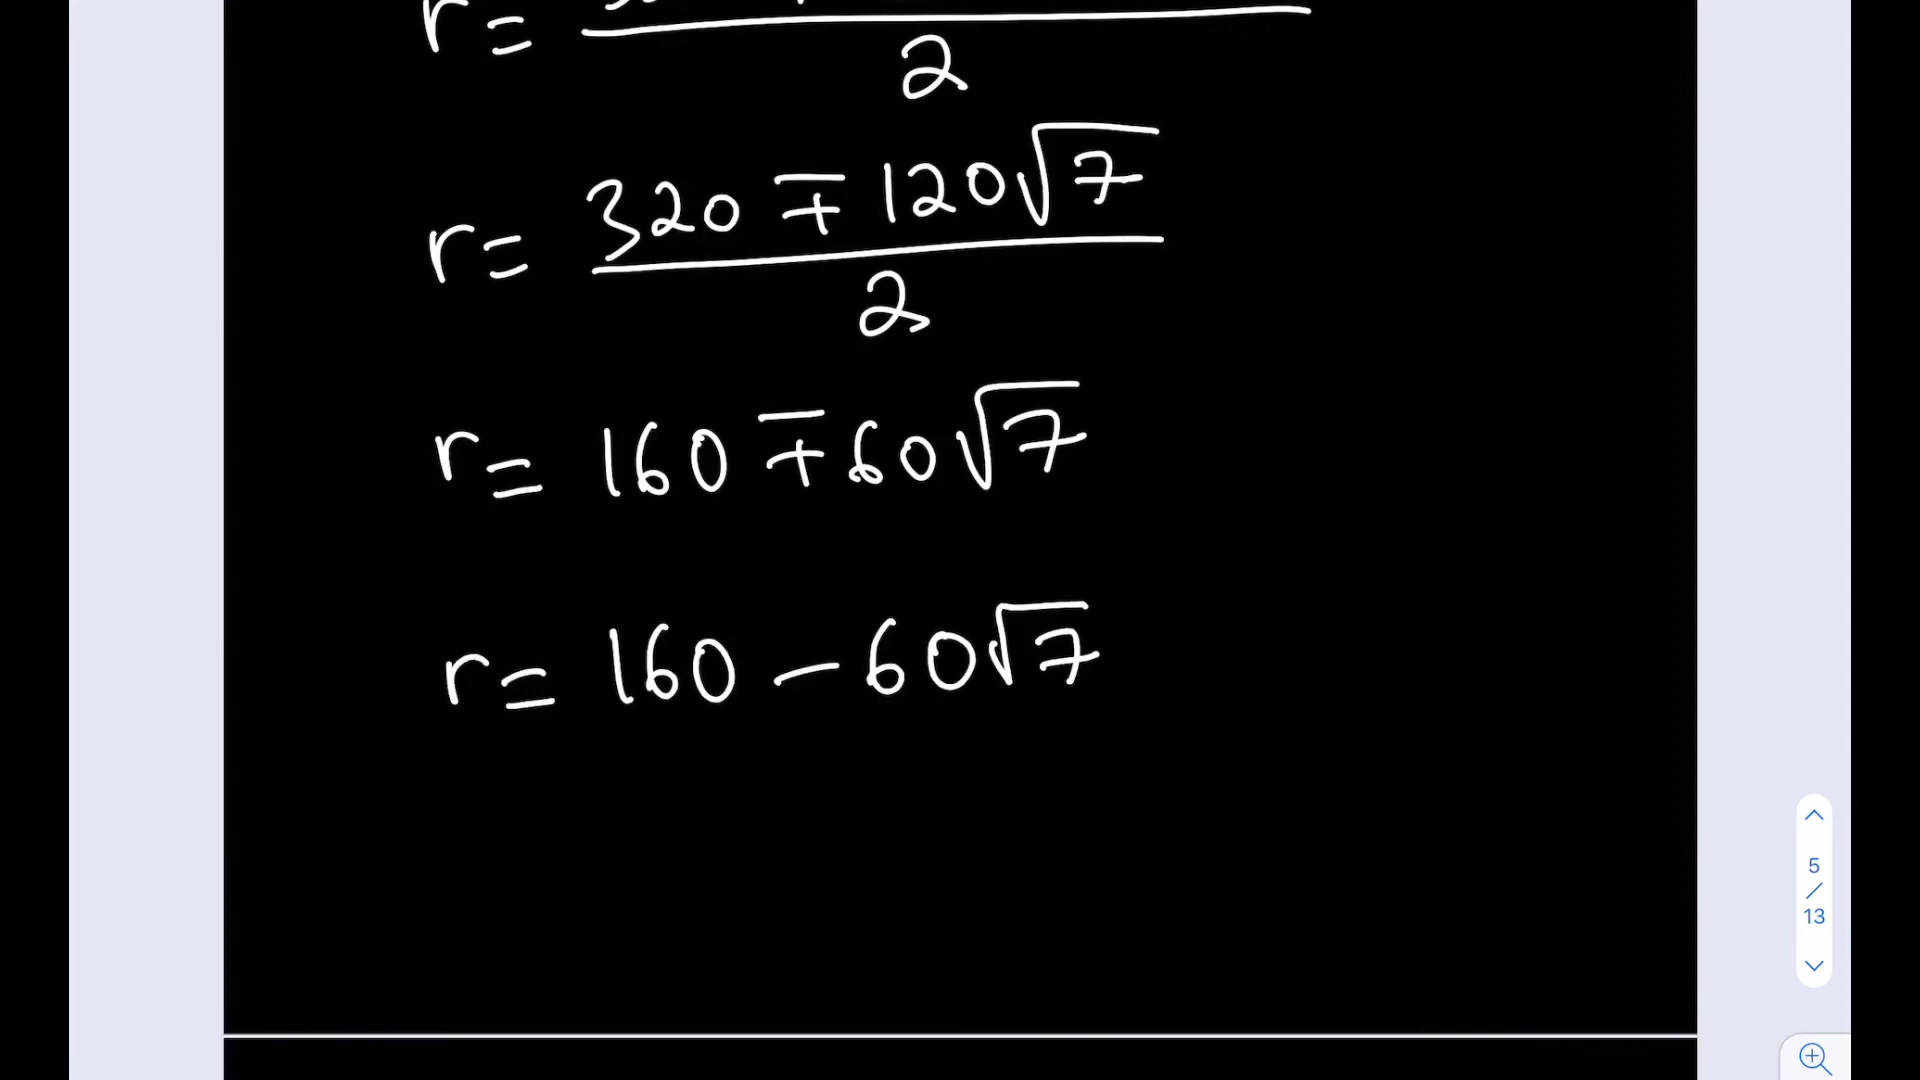 r=
2
r= 320 ∓ 120√7
2
r= 160 ∓ 60√7
r= 160 - 60√7
5
/
13